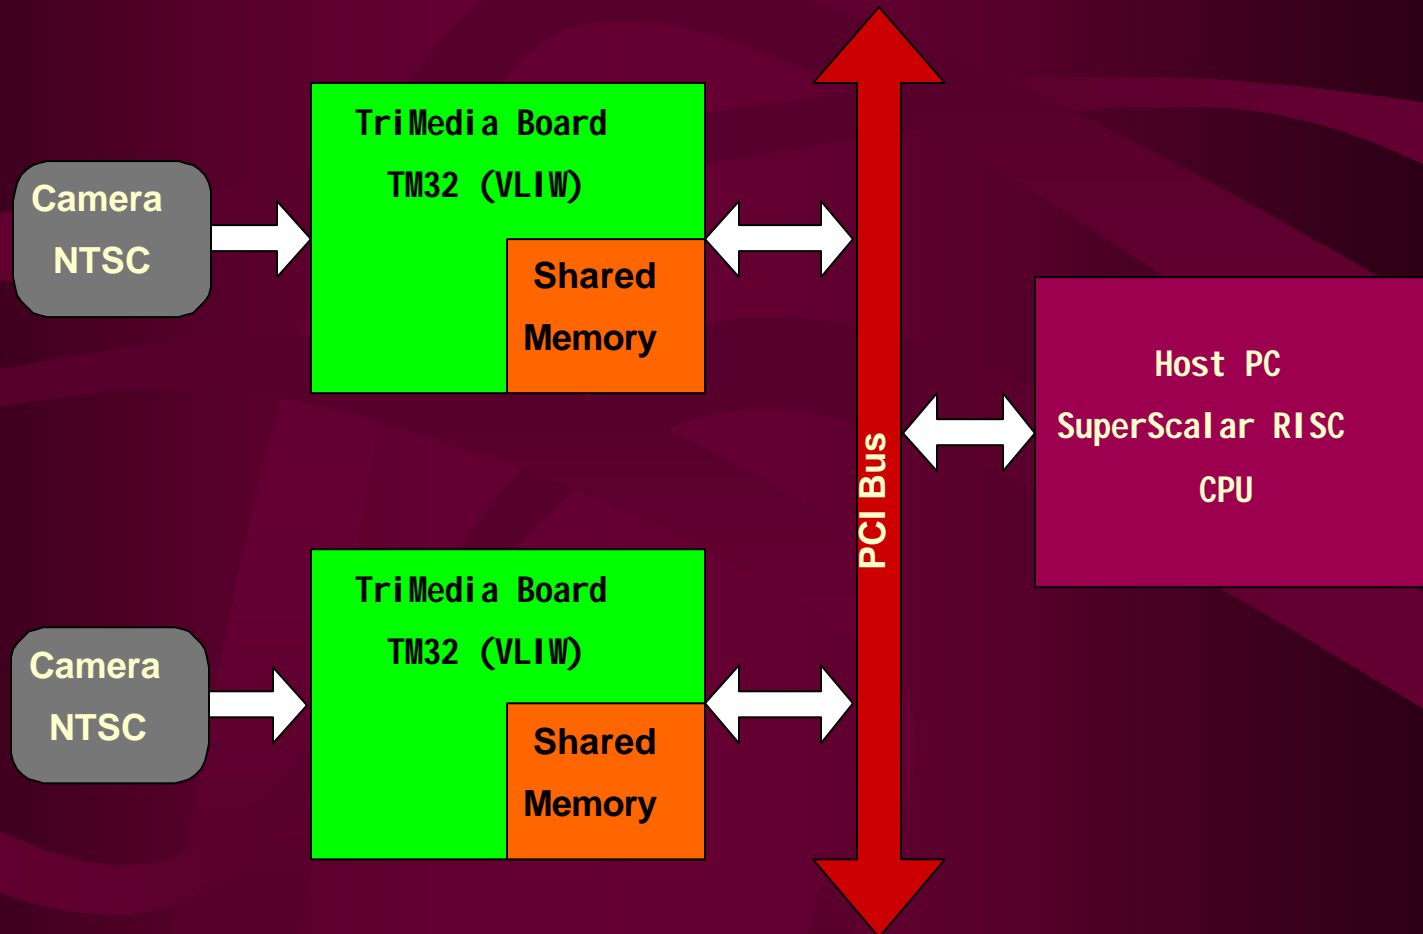 TriMedia Board
TM32 (VLIW)
Camera
NTSC
Shared
Memory
Host PC
SuperScalar RISC
CPU
PCI Bus
TriMedia Board
TM32 (VLIW)
Camera
NTSC
Shared
Memory